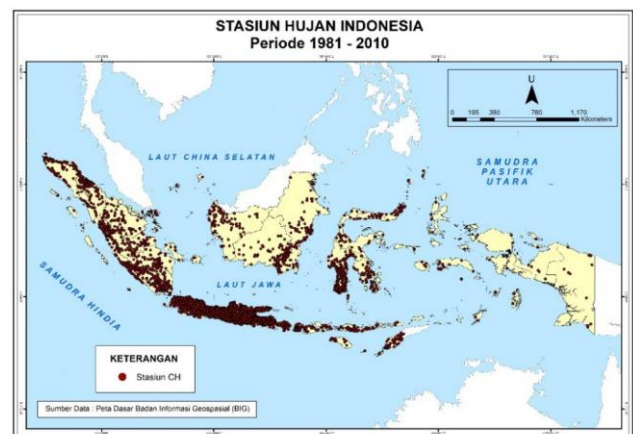 STASIUN HUJAN INDONESIA
Periode 1981 - 2010
U
0 195 390 780 1,170
Kilometers
LAUT CHINA SELATAN
SAMUDRA
PASIFIK
UTARA
SAMUDRA HINDIA
LAUT JAWA
KETERANGAN
Stasiun CH
Sumber Data : Peta Dasar Badan Informasi Geospasial (BIG)